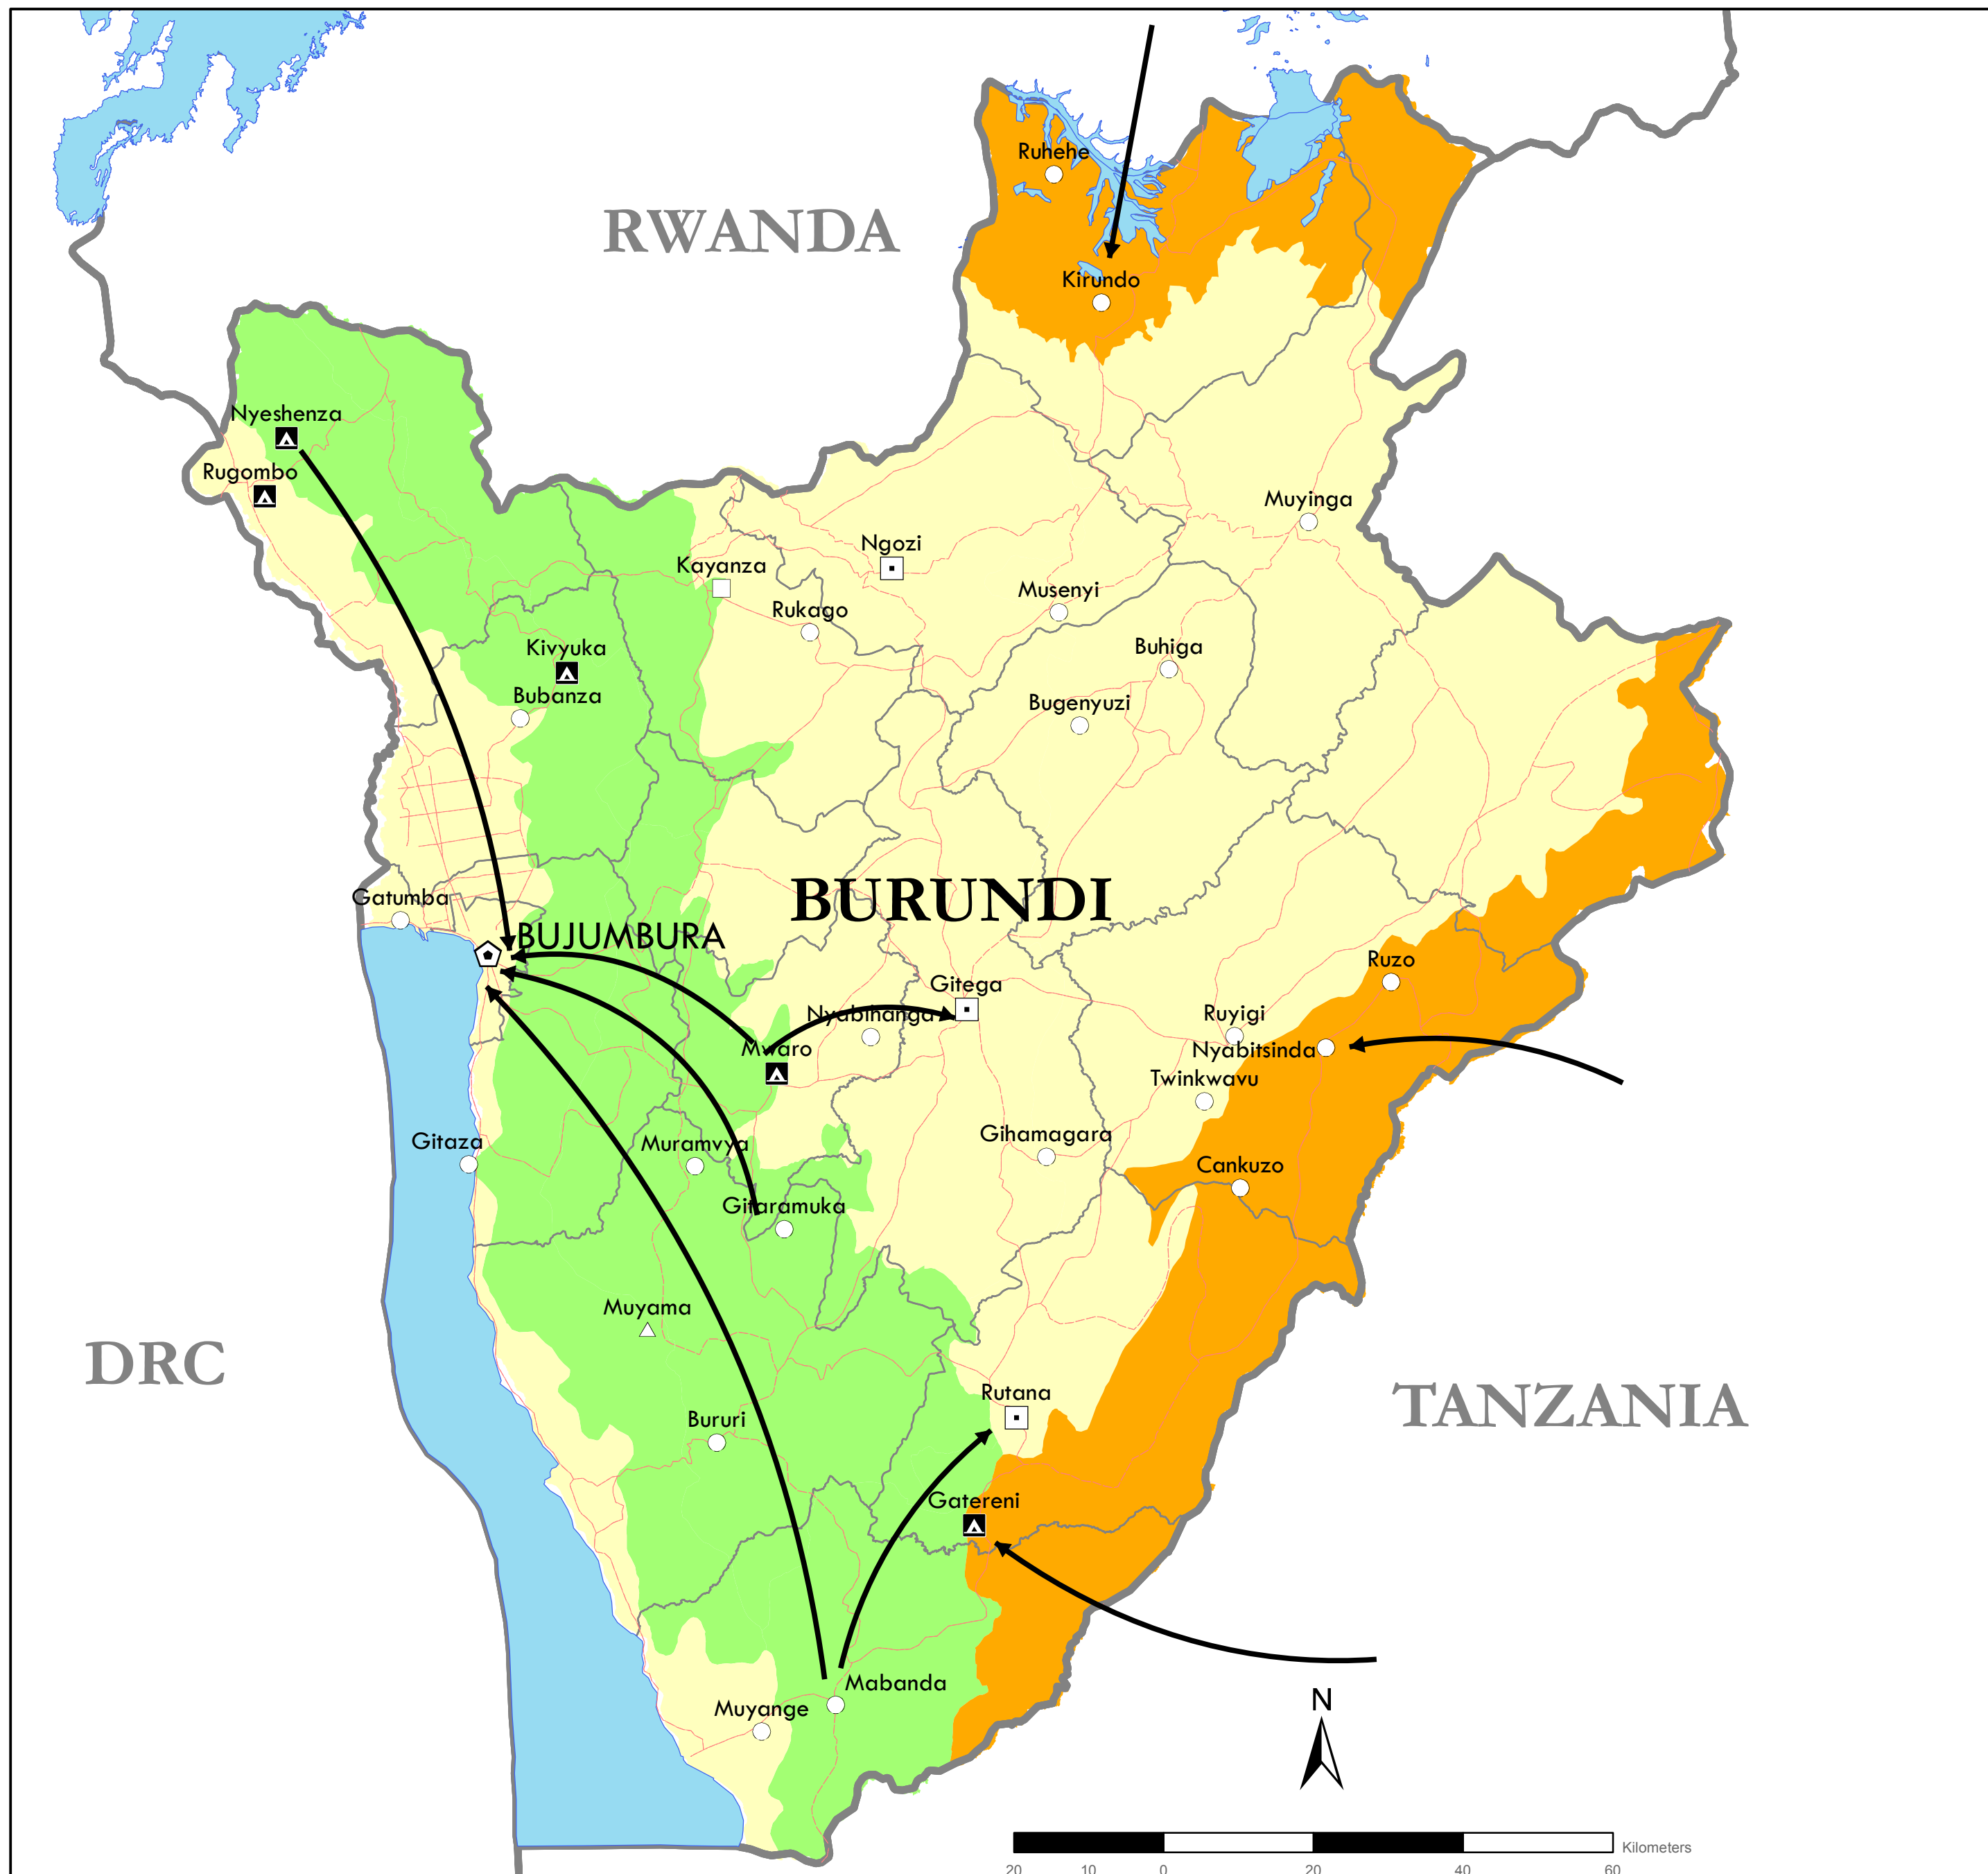 Ruhehe
RWANDA
Kirundo
Nyeshenza
Rugombo
Muyinga
Ngozi
Kayanza
Musenyi
Rukago
Kivyuka
Buhiga
Bubanza
Bugenyuzi
Gatumba
BURUNDI
BUJUMBURA
Ruzo
Gitega
Nyabihanga
Ruyigi
Mwaro
Nyabitsinda
Twinkwavu
Gitaza
Muramvya
Gihamagara
Cankuzo
Gitaramuka
Muyama
DRC
Rutana
TANZANIA
Bururi
Gatereni
Mabanda
Muyange
N
Kilometers
20 10 0 20 40 60